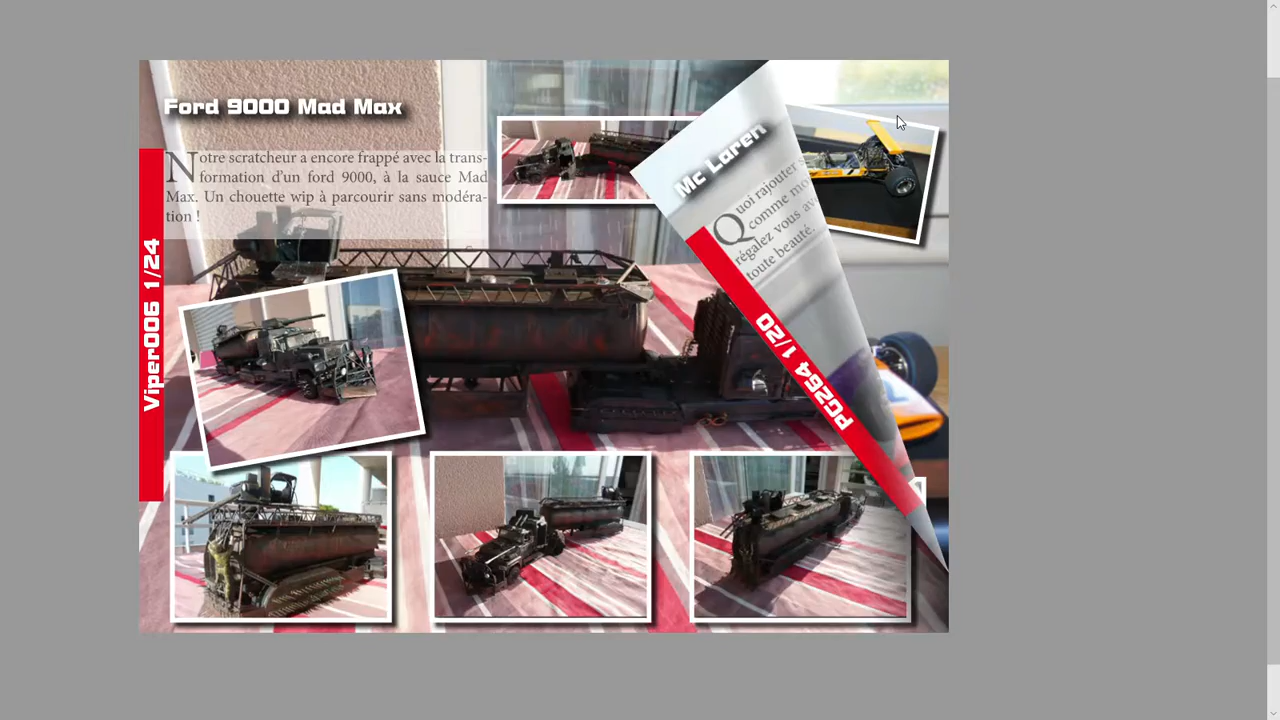 Ford 9000 Mad Max
Notre scratcheur a encore frappé avec la trans-
formation d'un ford 9000, à la sauce Mad
Max. Un chouette wip à parcourir sans modéra-
tion !
Viper006 1/24
Mc Laren
Quoi rajouter
comme mo
régalez vous av
toute beauté.
PG264 1/20